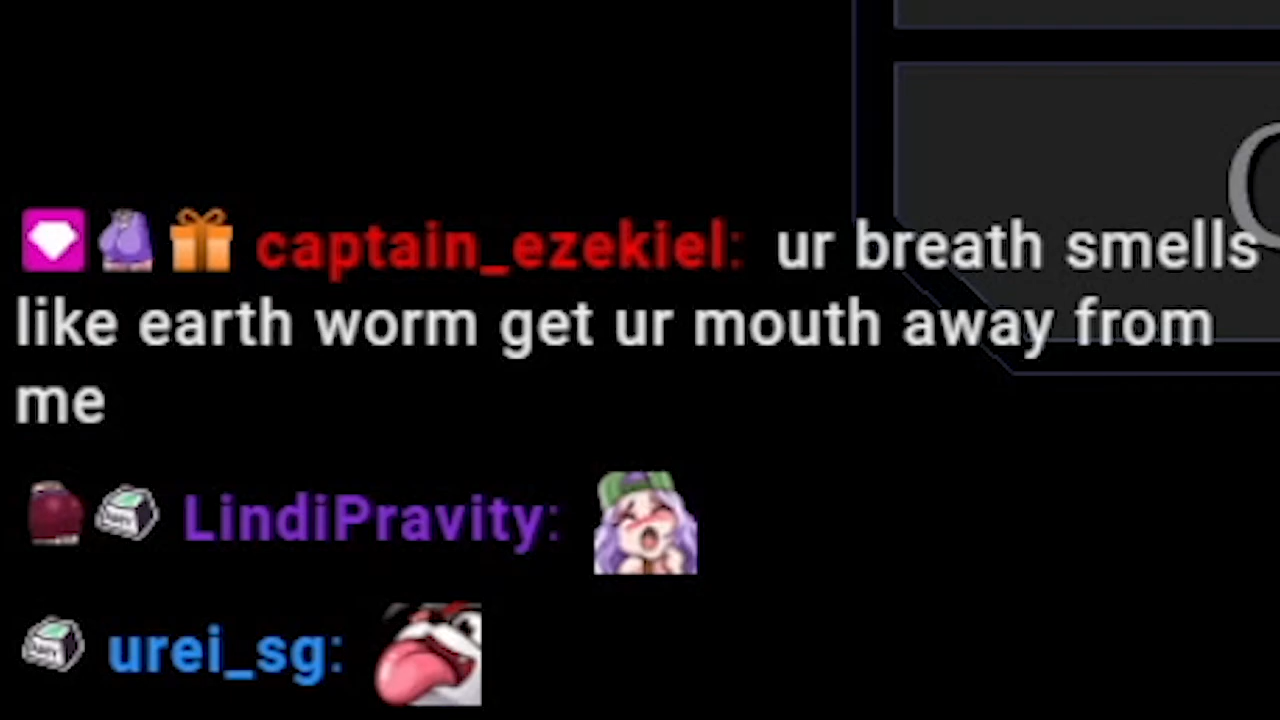 captain_ezekiel: ur breath smells
like earth worm get ur mouth away from
me
LindiPravity:
urei_sg: